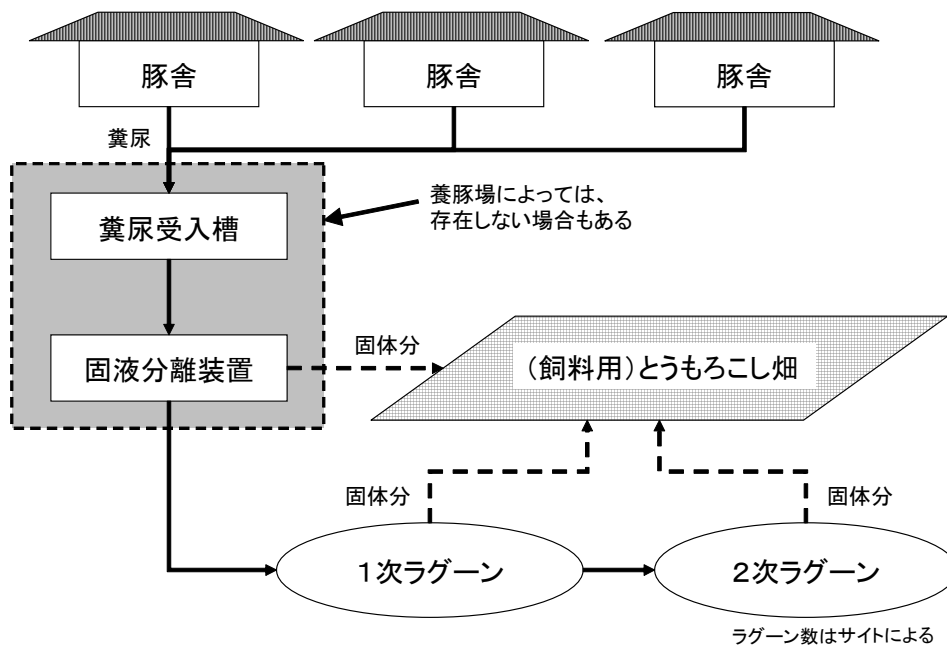 豚舎
豚舎
豚舎
糞尿
養豚場によっては、
存在しない場合もある
糞尿受入槽
固液分離装置
固体分
(飼料用)とうもろこし畑
固体分
固体分
1次ラグーン
2次ラグーン
ラグーン数はサイトによる